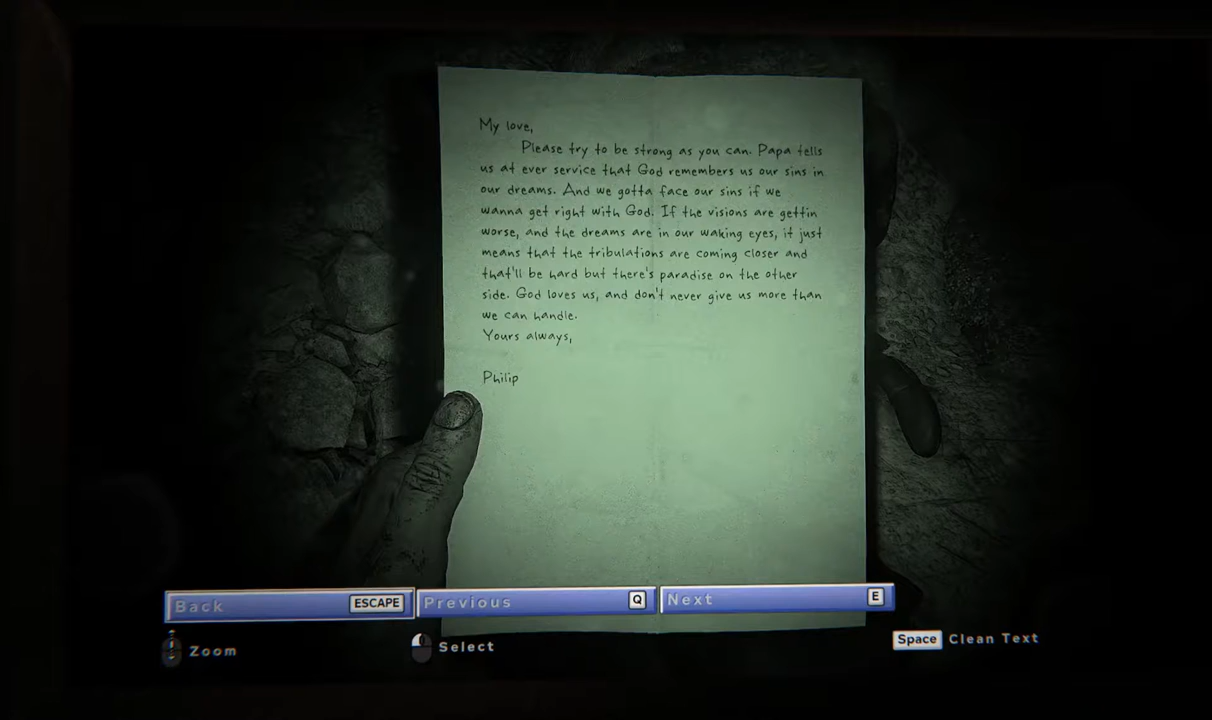 My love,
Please try to be strong as you can. Papa tells
us at ever service that God remembers us our sins in
our dreams. And we gotta face our sins if we
wanna get right with God. If the visions are gettin
worse, and the dreams are in our waking eyes, it just
means that the tribulations are coming closer and
that'll be hard but there's paradise on the other
side. God loves us, and don't never give us more than
we can handle.
Yours always,
Philip
Back ESCAPE Previous Q Next E
Zoom Select Space Clean Text